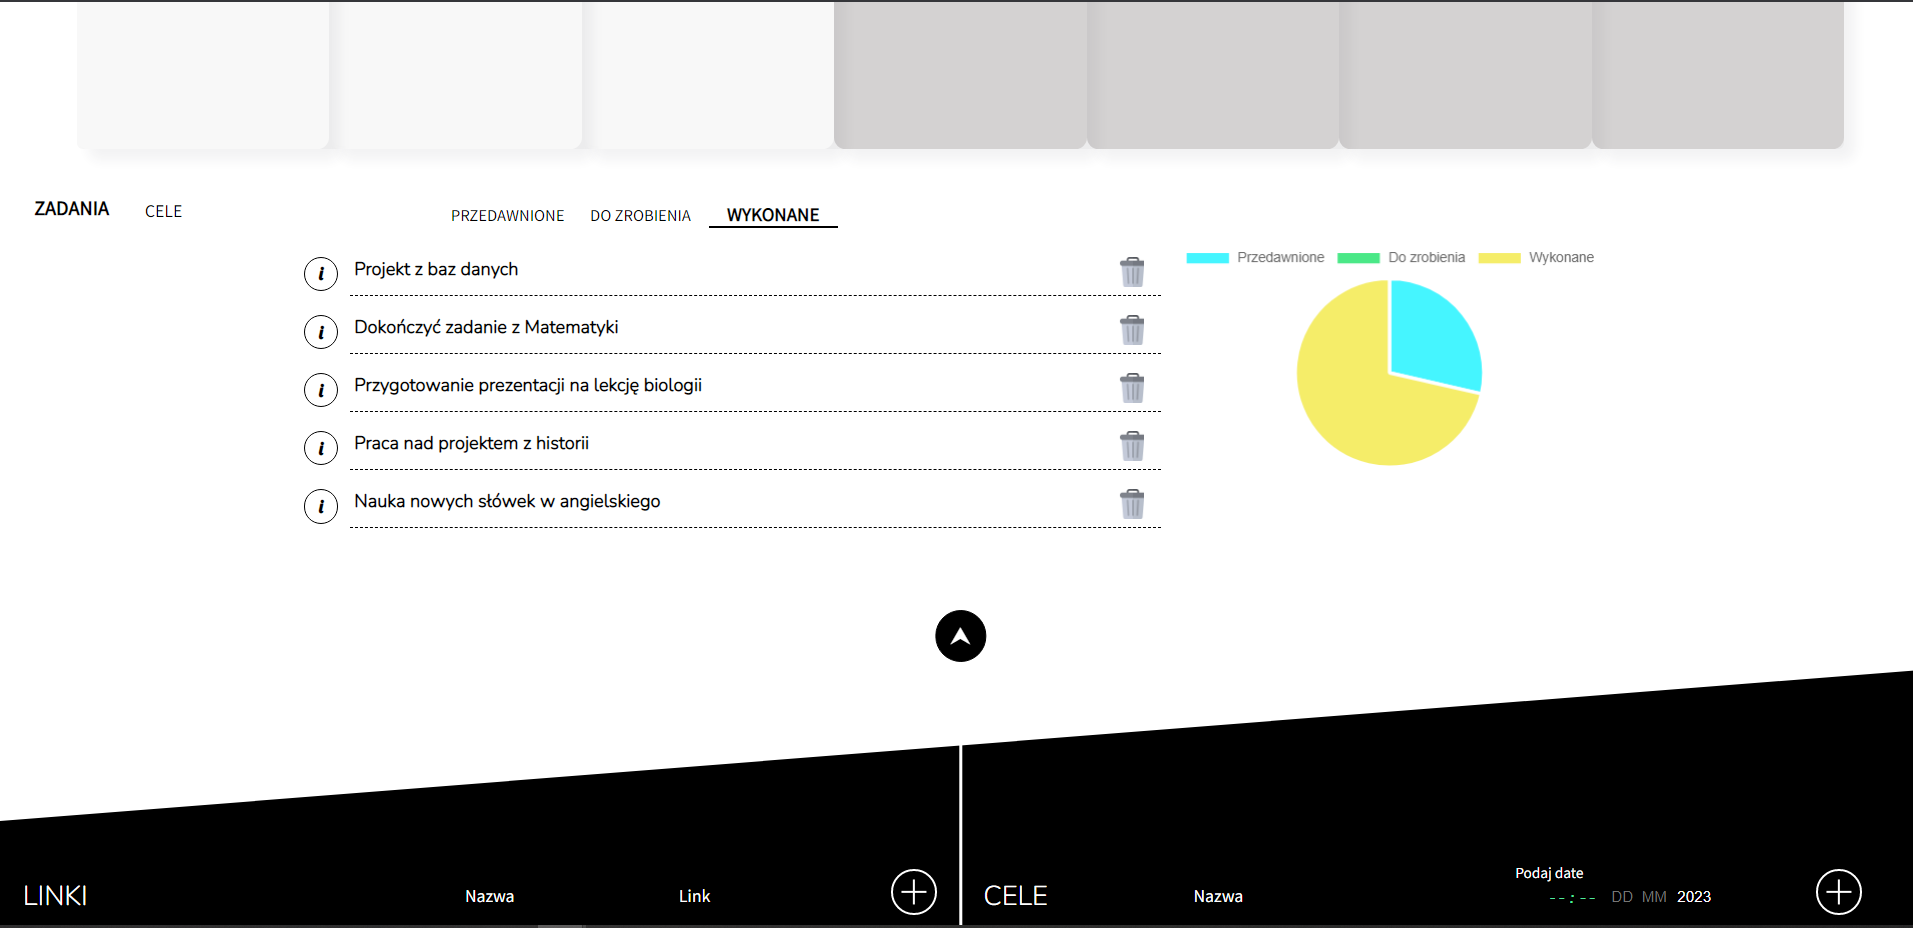 ZADANIA CELE PRZEDAWNIONE DO ZROBIENIA WYKONANE
Przedawnione Do zrobienia Wykonane
i Projekt z baz danych
i Dokończyć zadanie z Matematyki
i Przygotowanie prezentacji na lekcję biologii
i Praca nad projektem z historii
i Nauka nowych słówek w angielskiego
LINKI Nazwa Link
CELE Nazwa
Podaj date
--:-- DD MM 2023